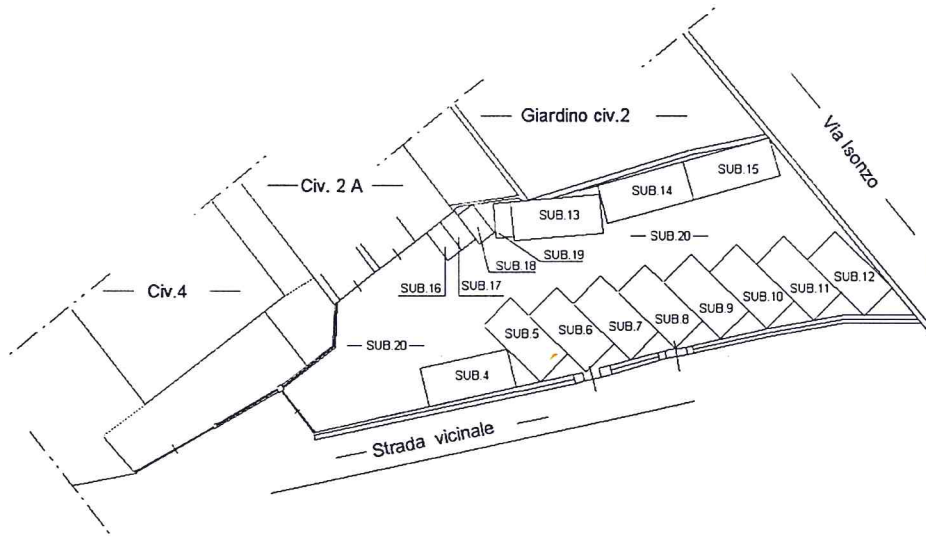 Giardino civ.2
Via Isonzo
Civ. 2 A
SUB.15
SUB.14
SUB.13
SUB.20
SUB.19
SUB.18
SUB.17
SUB.16
Civ.4
SUB.12
SUB.11
SUB.10
SUB.9
SUB.8
SUB.7
SUB.6
SUB.5
SUB.20
SUB.4
Strada vicinale